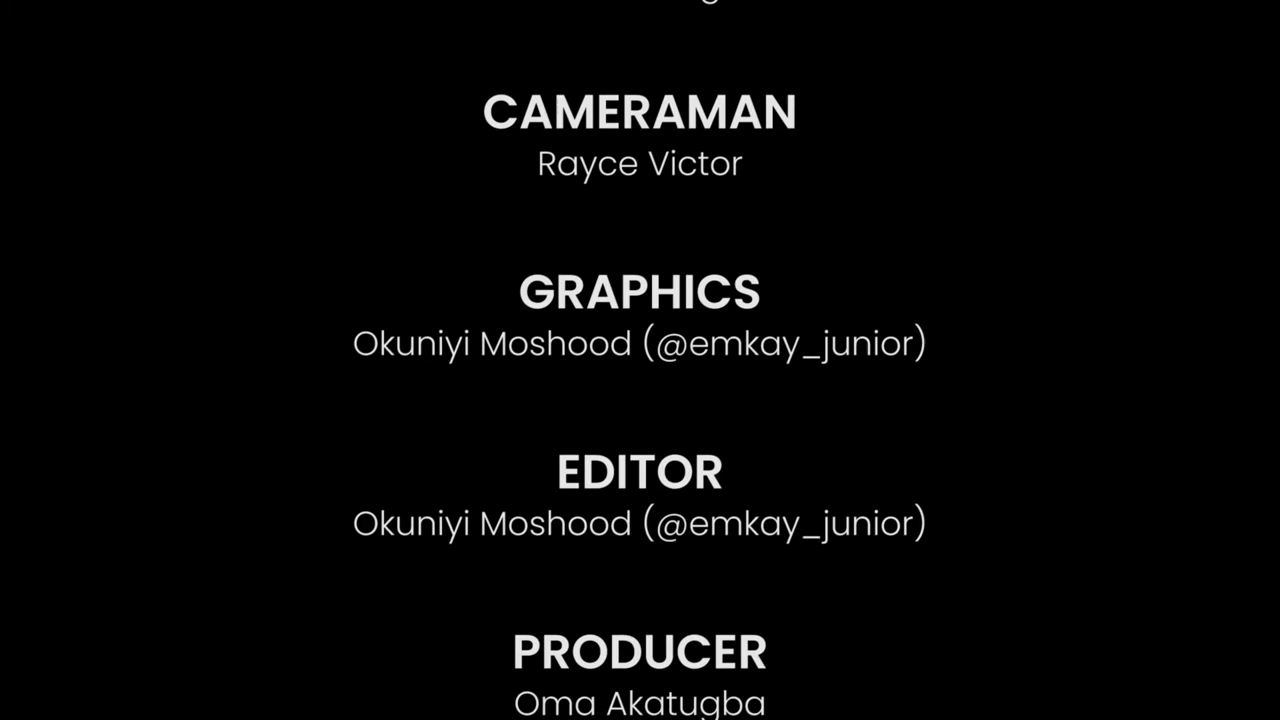 CAMERAMAN
Rayce Victor
GRAPHICS
Okuniyi Moshood (@emkay_junior)
EDITOR
Okuniyi Moshood (@emkay_junior)
PRODUCER
Oma Akatugba